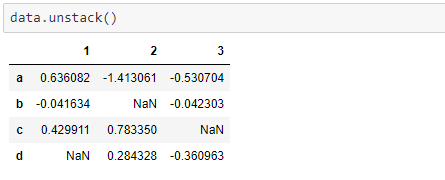 data.unstack()
1 2 3
a 0.636082 -1.413061 -0.530704
b -0.041634 NaN -0.042303
c 0.429911 0.783350 NaN
d NaN 0.284328 -0.360963